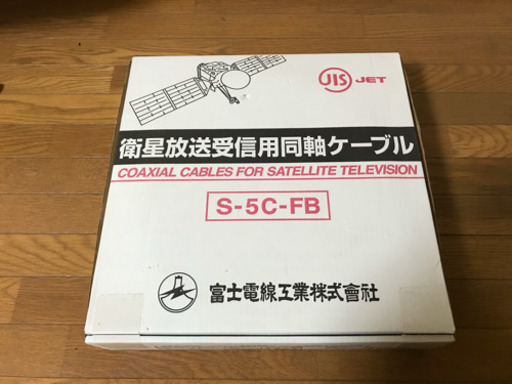 JIS JET
衛星放送受信用同軸ケーブル
COAXIAL CABLES FOR SATELLITE TELEVISION
S-5C-FB
富士電線工業株式會社